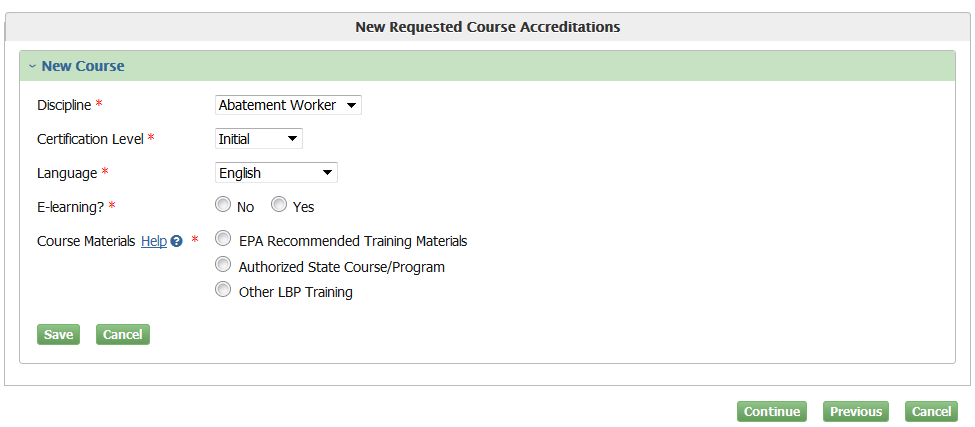 New Requested Course Accreditations
New Course
Discipline * Abatement Worker
Certification Level * Initial
Language * English
E-learning? * No Yes
Course Materials Help ? * EPA Recommended Training Materials
Authorized State Course/Program
Other LBP Training
Save Cancel
Continue Previous Cancel